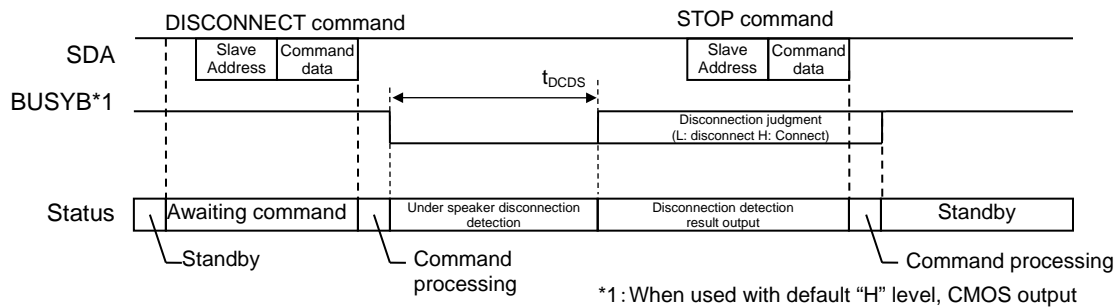 DISCONNECT command
STOP command
SDA
Slave
Address
Command
data
Slave
Address
Command
data
tDCDS
BUSYB*1
Disconnection judgment
(L: disconnect H: Connect)
Status
Awaiting command
Under speaker disconnection
detection
Disconnection detection
result output
Standby
Standby
Command
processing
Command processing
*1:When used with default “H” level, CMOS output